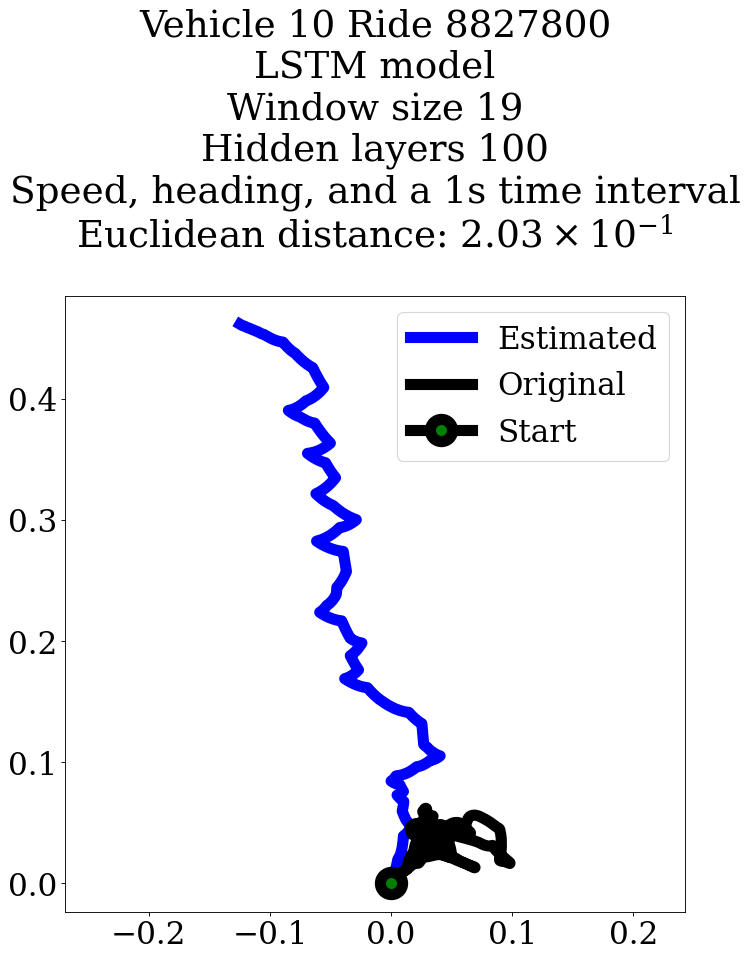 Vehicle 10 Ride 8827800
LSTM model
Window size 19
Hidden layers 100
Speed, heading, and a 1s time interval
Euclidean distance: 2.03 × 10⁻¹
Estimated
Original
Start
0.4
0.3
0.2
0.1
0.0
−0.2 −0.1 0.0 0.1 0.2